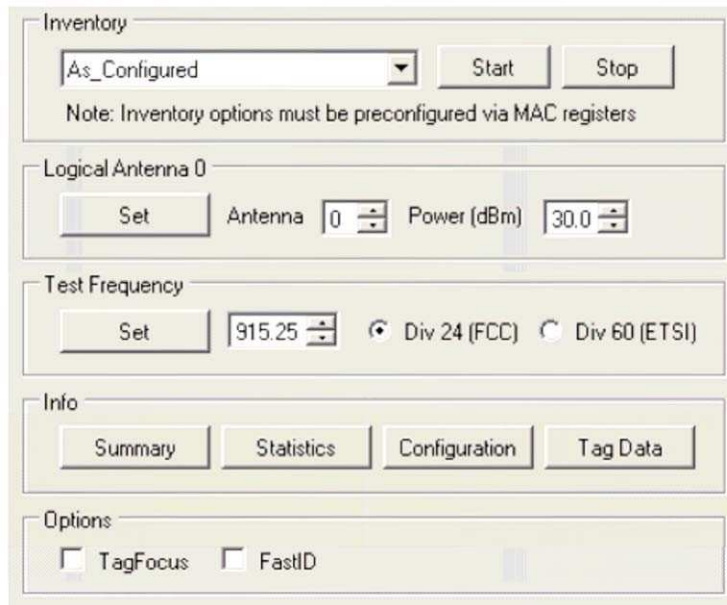 Inventory
As_Configured Start Stop
Note: Inventory options must be preconfigured via MAC registers
Logical Antenna 0
Set Antenna 0 Power (dBm) 30.0
Test Frequency
Set 915.25 Div 24 (FCC) Div 60 (ETSI)
Info
Summary Statistics Configuration Tag Data
Options
TagFocus FastID